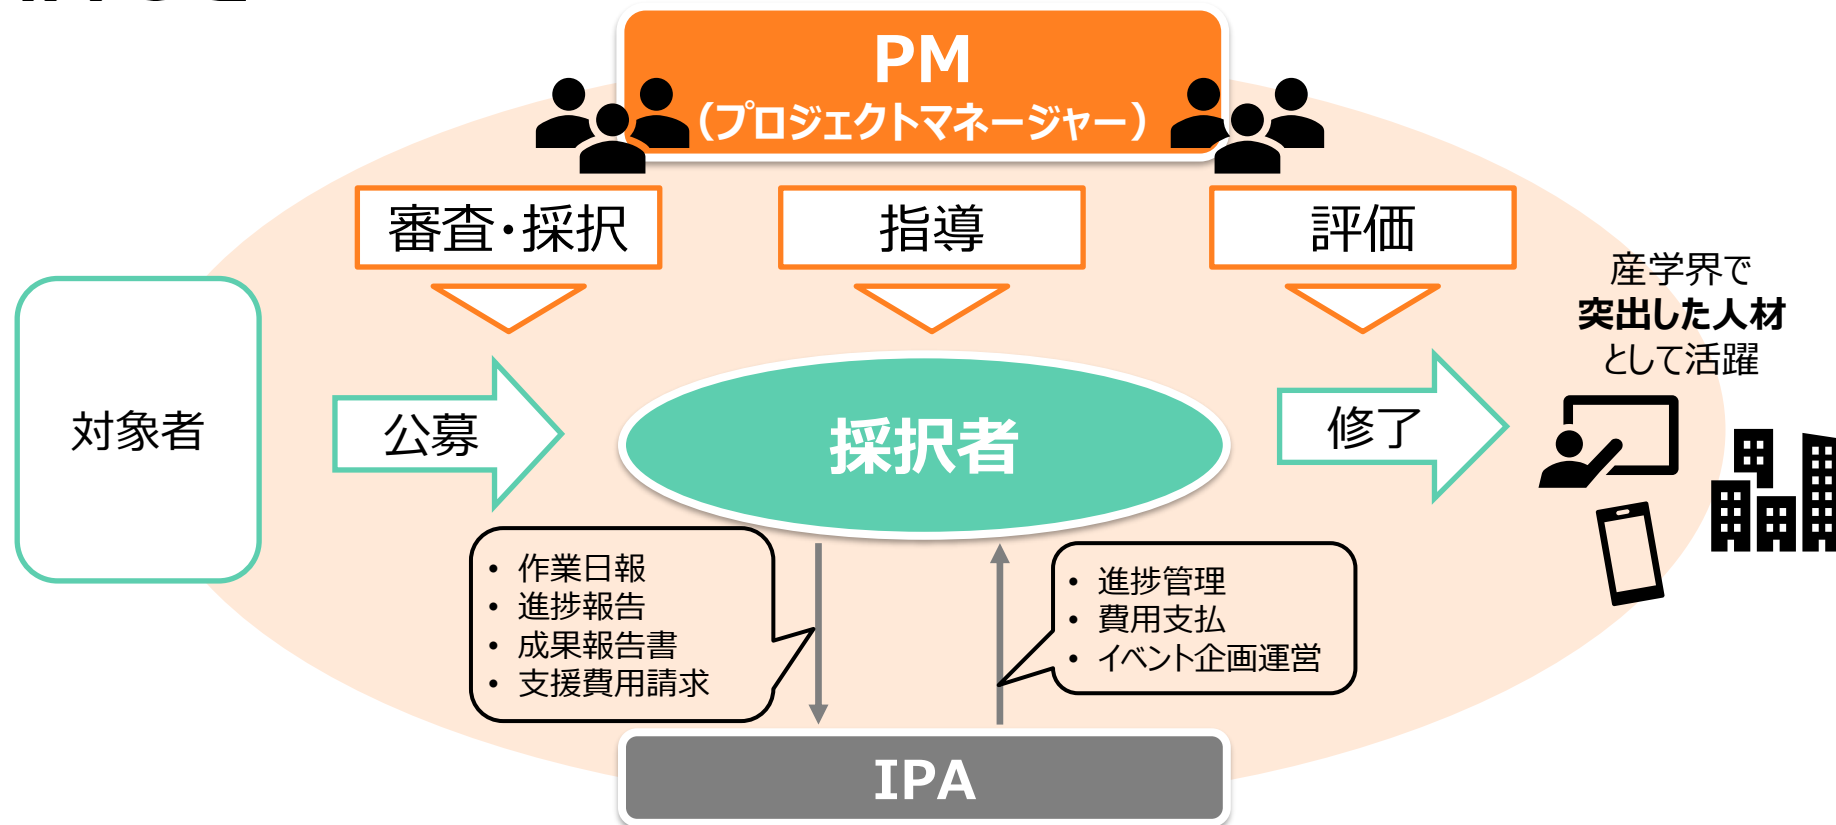 PM
（プロジェクトマネージャー）
審査・採択
指導
評価
産学界で
突出した人材
として活躍
対象者
公募
採択者
修了
• 作業日報
• 進捗報告
• 成果報告書
• 支援費用請求
• 進捗管理
• 費用支払
• イベント企画運営
IPA